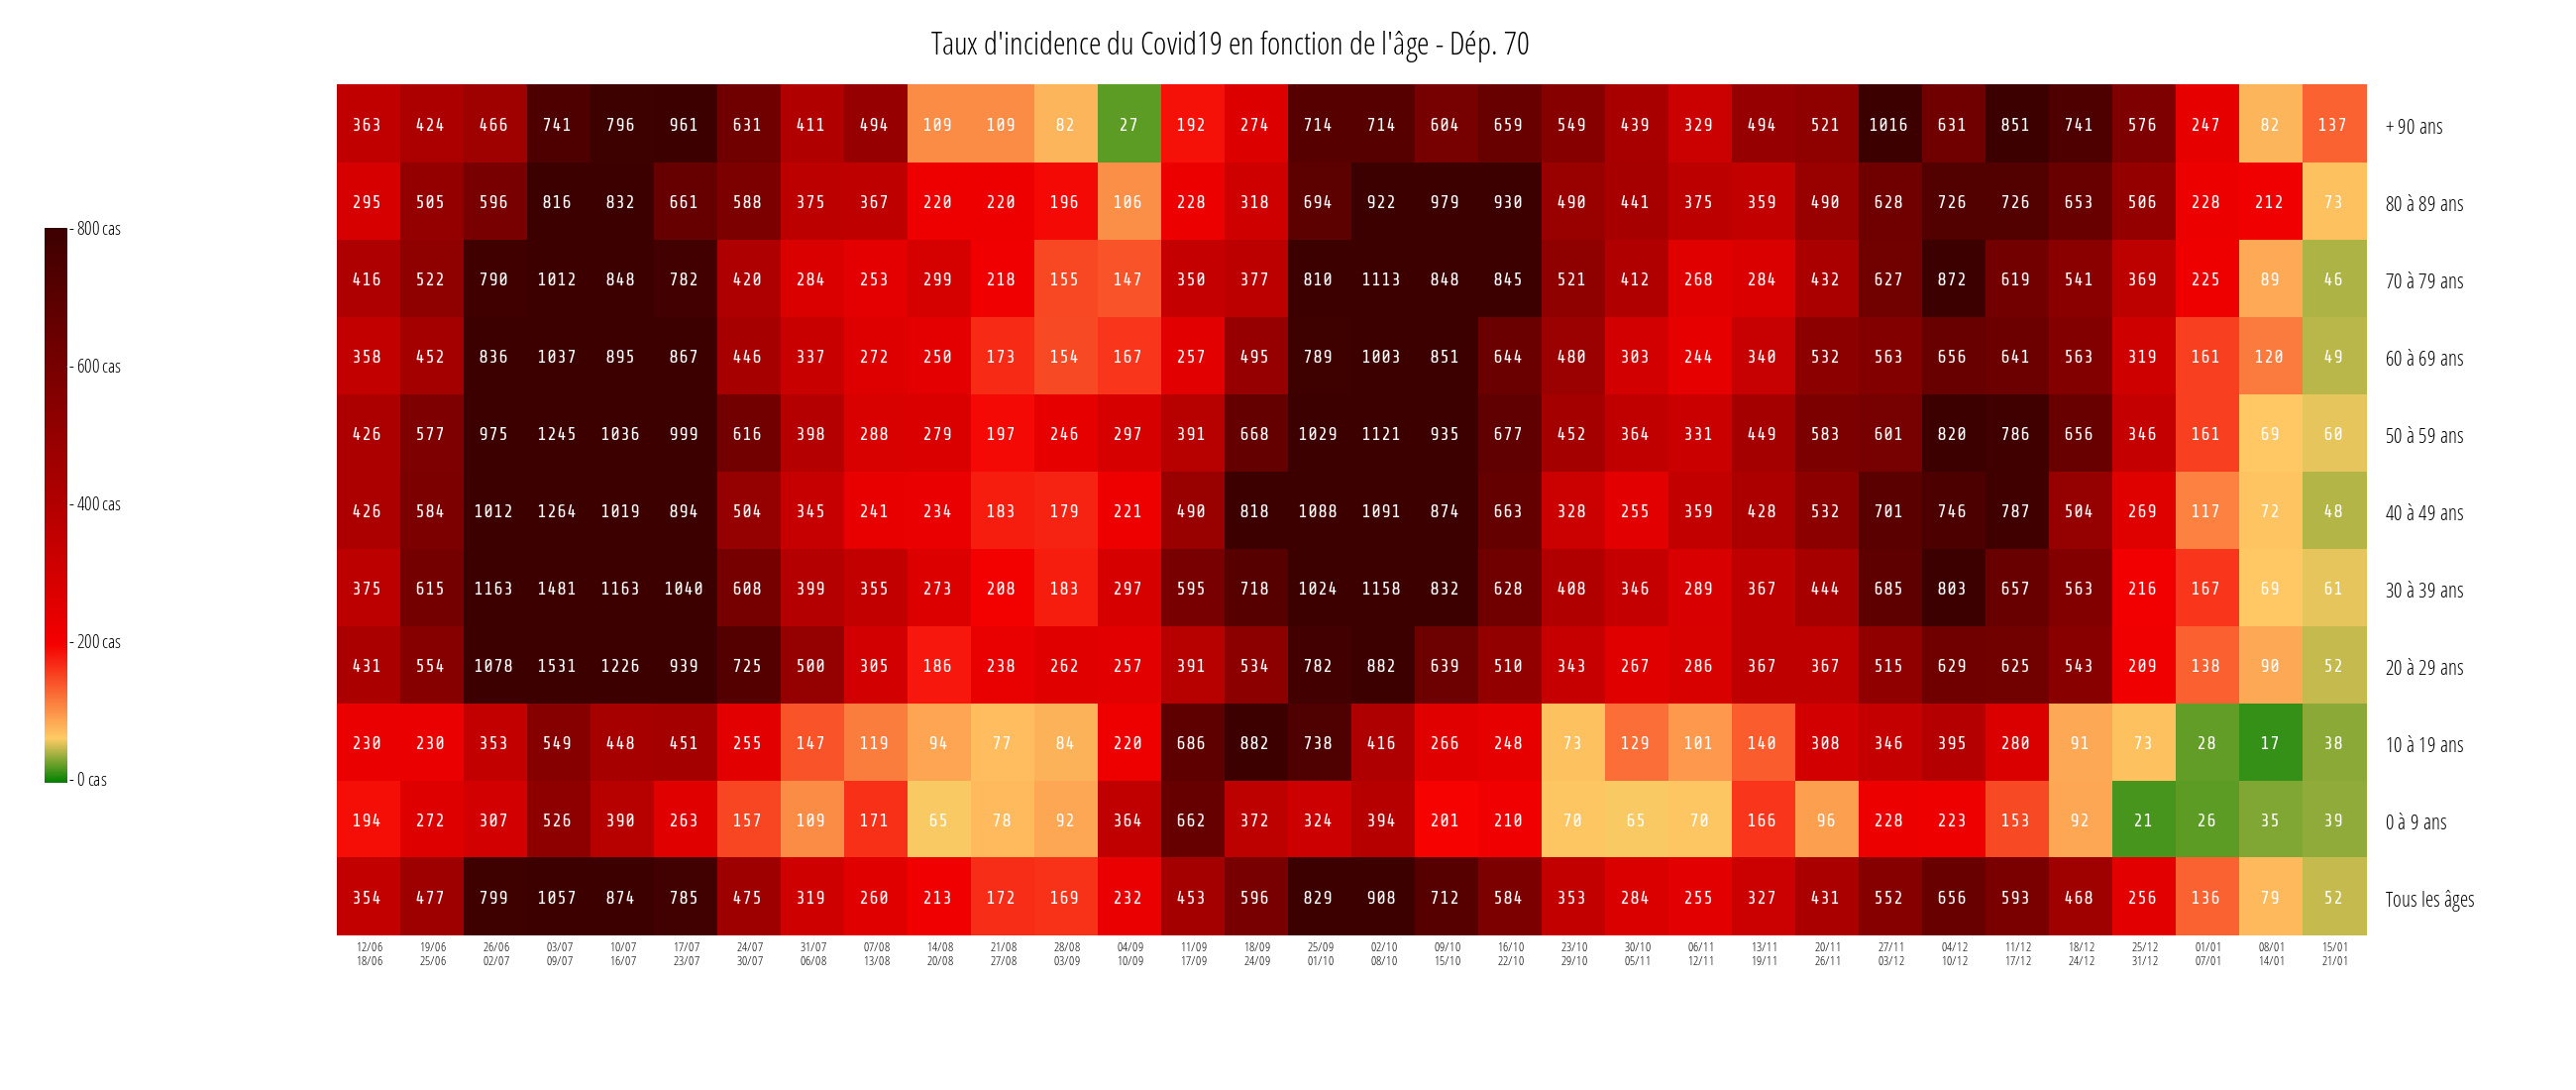 Taux d'incidence du Covid19 en fonction de l'âge - Dép. 70
- 800 cas
- 600 cas
- 400 cas
- 200 cas
- 0 cas
363 424 466 741 796 961 631 411 494 109 109 82 27 192 274 714 714 604 659 549 439 329 494 521 1016 631 851 741 576 247 82 137 + 90 ans
295 505 596 816 832 661 588 375 367 220 220 196 106 228 318 694 922 979 930 490 441 375 359 490 628 726 726 653 506 228 212 73 80 à 89 ans
416 522 790 1012 848 782 420 284 253 299 218 155 147 350 377 810 1113 848 845 521 412 268 284 432 627 872 619 541 369 225 89 46 70 à 79 ans
358 452 836 1037 895 867 446 337 272 250 173 154 167 257 495 789 1003 851 644 480 303 244 340 532 563 656 641 563 319 161 120 49 60 à 69 ans
426 577 975 1245 1036 999 616 398 288 279 197 246 297 391 668 1029 1121 935 677 452 364 331 449 583 601 820 786 656 346 161 69 60 50 à 59 ans
426 584 1012 1264 1019 894 504 345 241 234 183 179 221 490 818 1088 1091 874 663 328 255 359 428 532 701 746 787 504 269 117 72 48 40 à 49 ans
375 615 1163 1481 1163 1040 608 399 355 273 208 183 297 595 718 1024 1158 832 628 408 346 289 367 444 685 803 657 563 216 167 69 61 30 à 39 ans
431 554 1078 1531 1226 939 725 500 305 186 238 262 257 391 534 782 882 639 510 343 267 286 367 367 515 629 625 543 209 138 90 52 20 à 29 ans
230 230 353 549 448 451 255 147 119 94 77 84 220 686 882 738 416 266 248 73 129 101 140 308 346 395 280 91 73 28 17 38 10 à 19 ans
194 272 307 526 390 263 157 109 171 65 78 92 364 662 372 324 394 201 210 70 65 70 166 96 228 223 153 92 21 26 35 39 0 à 9 ans
354 477 799 1057 874 785 475 319 260 213 172 169 232 453 596 829 908 712 584 353 284 255 327 431 552 656 593 468 256 136 79 52 Tous les âges
12/06 19/06 26/06 03/07 10/07 17/07 24/07 31/07 07/08 14/08 21/08 28/08 04/09 11/09 18/09 25/09 02/10 09/10 16/10 23/10 30/10 06/11 13/11 20/11 27/11 04/12 11/12 18/12 25/12 01/01 08/01 15/01
18/06 25/06 02/07 09/07 16/07 23/07 30/07 06/08 13/08 20/08 27/08 03/09 10/09 17/09 24/09 01/10 08/10 15/10 22/10 29/10 05/11 12/11 19/11 26/11 03/12 10/12 17/12 24/12 31/12 07/01 14/01 21/01